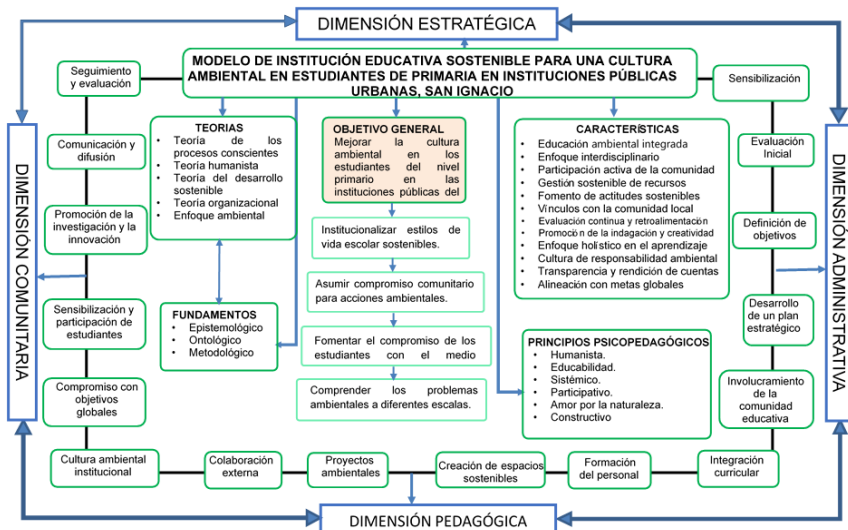 DIMENSIÓN ESTRATÉGICA
MODELO DE INSTITUCIÓN EDUCATIVA SOSTENIBLE PARA UNA CULTURA
AMBIENTAL EN ESTUDIANTES DE PRIMARIA EN INSTITUCIONES PÚBLICAS
URBANAS, SAN IGNACIO
Seguimiento
y evaluación
Comunicación y
difusión
Promoción de la
investigación y la
innovación
DIMENSIÓN COMUNITARIA
Sensibilización y
participación de
estudiantes
Compromiso con
objetivos
globales
Cultura ambiental
institucional
TEORIAS
Teoría de los
procesos conscientes
Teoría humanista
Teoría del desarrollo
sostenible
Teoría organizacional
Enfoque ambiental
FUNDAMENTOS
Epistemológico
Ontológico
Metodológico
OBJETIVO GENERAL
Mejorar la cultura
ambiental en los
estudiantes del nivel
primario en las
instituciones públicas del
Institucionalizar estilos de
vida escolar sostenibles.
Asumir compromiso comunitario
para acciones ambientales.
Fomentar el compromiso de los
estudiantes con el medio
Comprender los problemas
ambientales a diferentes escalas.
CARACTERÍSTICAS
Educación ambiental integrada
Enfoque interdisciplinario
Participación activa de la comunidad
Gestión sostenible de recursos
Fomento de actitudes sostenibles
Vínculos con la comunidad local
Evaluación continua y retroalimentación
Promoción de la indagación y creatividad
Enfoque holístico en el aprendizaje
Cultura de responsabilidad ambiental
Transparencia y rendición de cuentas
Alineación con metas globales
PRINCIPIOS PSICOPEDAGÓGICOS
Humanista.
Educabilidad.
Sistémico.
Participativo.
Amor por la naturaleza.
Constructivo
Sensibilización
Evaluación
Inicial
Definición de
objetivos
DIMENSIÓN ADMINISTRATIVA
Desarrollo
de un plan
estratégico
Involucramiento
de la comunidad
educativa
Integración
curricular
Formación
del personal
Creación de espacios
sostenibles
Proyectos
ambientales
Colaboración
externa
DIMENSIÓN PEDAGÓGICA